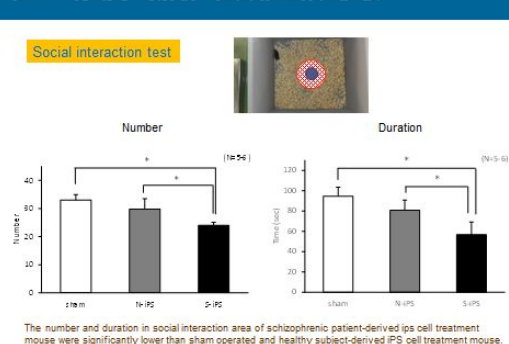 Social interaction test
Number
Duration
(N=5-6)
(N=5-6)
*
*
*
*
Number
40
30
20
10
0
sham
N-iPS
S-iPS
Time (sec)
120
100
80
60
40
20
0
sham
N-iPS
S-iPS
The number and duration in social interaction area of schizophrenic patient-derived ips cell treatment
mouse were significantly lower than sham operated and healthy subject-derived iPS cell treatment mouse.